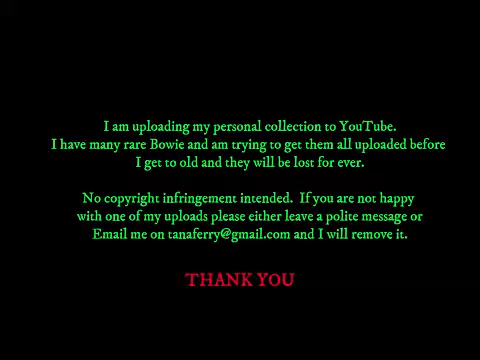 I am uploading my personal collection to YouTube.
I have many rare Bowie and am trying to get them all uploaded before
I get to old and they will be lost for ever.
No copyright infringement intended.  If you are not happy
with one of my uploads please either leave a polite message or
Email me on tanaferry@gmail.com and I will remove it.
THANK YOU